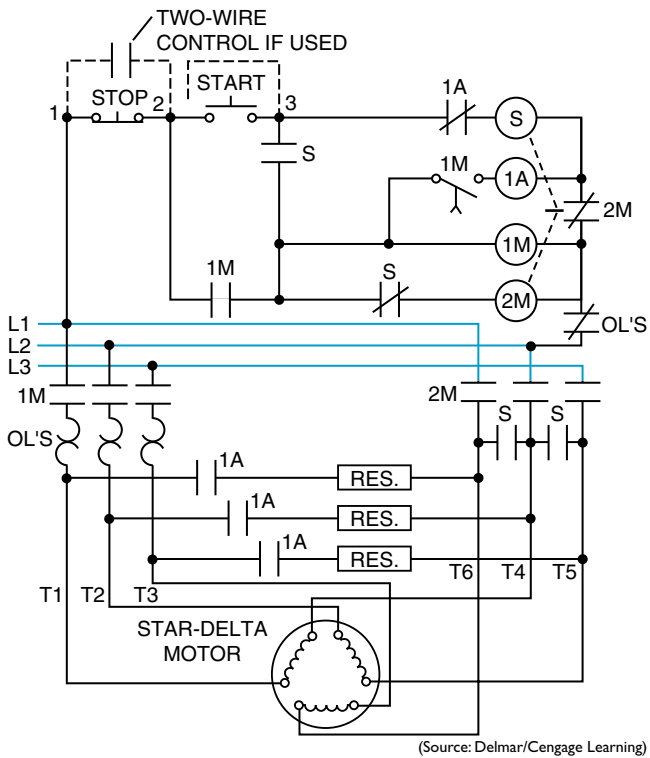 TWO-WIRE
CONTROL IF USED
1
STOP
2
START
3
1A
S
S
1M
1A
2M
1M
1M
S
2M
L1
OL'S
L2
L3
1M
2M
S
S
OL'S
1A
RES.
1A
RES.
1A
RES.
T1
T2
T3
T6
T4
T5
STAR-DELTA
MOTOR
(Source: Delmar/Cengage Learning)